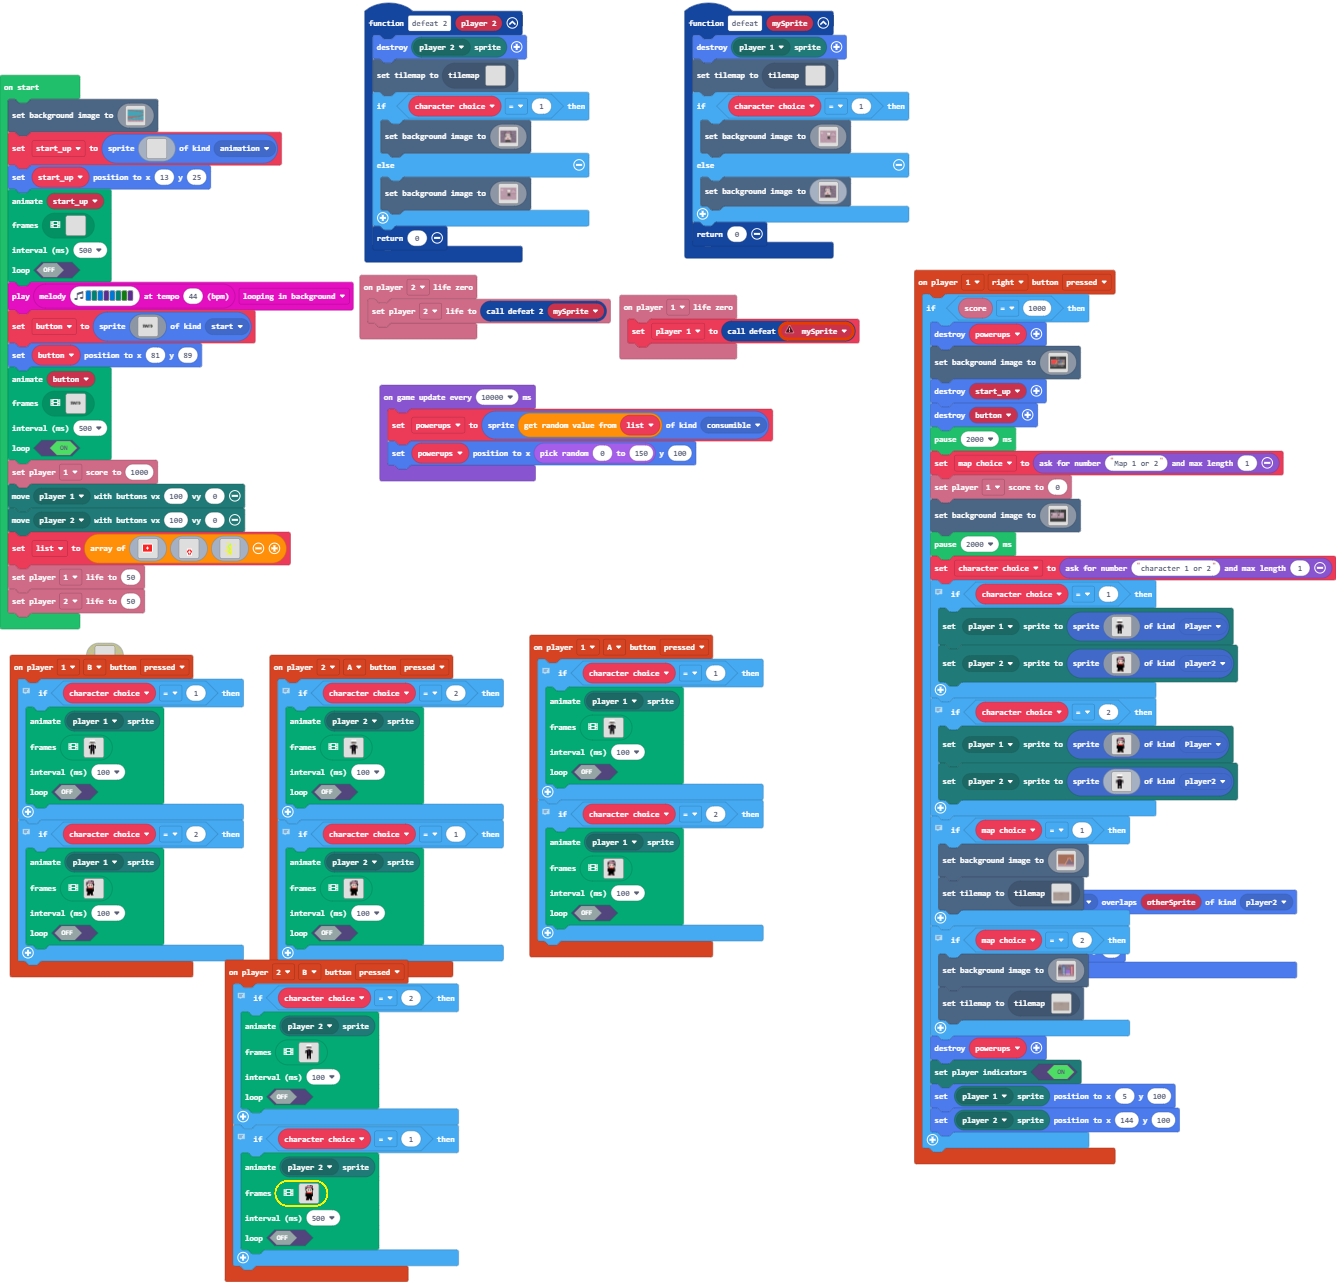 function defeat 2 player 2
destroy player 2 sprite
set tilemap to tilemap
if character choice = 1 then
set background image to
else
set background image to
return 0
function defeat mySprite
destroy player 1 sprite
set tilemap to tilemap
if character choice = 1 then
set background image to
else
set background image to
return 0
on start
set background image to
set start_up to sprite of kind animation
set start_up position to x 13 y 25
animate start_up
frames
interval (ms) 500
loop OFF
play melody at tempo 44 (bpm) looping in background
set button to sprite of kind start
set button position to x 81 y 89
animate button
frames
interval (ms) 500
loop ON
set player 1 score to 1000
move player 1 with buttons vx 100 vy 0
move player 2 with buttons vx 100 vy 0
set list to array of
set player 1 life to 50
set player 2 life to 50
on player 2 life zero
set player 2 life to call defeat 2 mySprite
on player 1 life zero
set player 1 to call defeat mySprite
on game update every 10000 ms
set powerups to sprite get random value from list of kind consumible
set powerups position to x pick random 0 to 150 y 100
on player 1 right button pressed
if score = 1000 then
destroy powerups
set background image to
destroy start_up
destroy button
pause 2000 ms
set map choice to ask for number "Map 1 or 2" and max length 1
set player 1 score to 0
set background image to
pause 2000 ms
set character choice to ask for number "character 1 or 2" and max length 1
if character choice = 1 then
set player 1 sprite to sprite of kind Player
set player 2 sprite to sprite of kind player2
if character choice = 2 then
set player 1 sprite to sprite of kind Player
set player 2 sprite to sprite of kind player2
if map choice = 1 then
set background image to
set tilemap to tilemap
overlaps otherSprite of kind player2
if map choice = 2 then
set background image to
set tilemap to tilemap
destroy powerups
set player indicators ON
set player 1 sprite position to x 5 y 100
set player 2 sprite position to x 144 y 100
on player 1 B button pressed
if character choice = 1 then
animate player 1 sprite
frames
interval (ms) 100
loop OFF
if character choice = 2 then
animate player 1 sprite
frames
interval (ms) 100
loop OFF
on player 2 A button pressed
if character choice = 2 then
animate player 2 sprite
frames
interval (ms) 100
loop OFF
if character choice = 1 then
animate player 2 sprite
frames
interval (ms) 100
loop OFF
on player 1 A button pressed
if character choice = 1 then
animate player 1 sprite
frames
interval (ms) 100
loop OFF
if character choice = 2 then
animate player 1 sprite
frames
interval (ms) 100
loop OFF
on player 2 B button pressed
if character choice = 2 then
animate player 2 sprite
frames
interval (ms) 100
loop OFF
if character choice = 1 then
animate player 2 sprite
frames
interval (ms) 500
loop OFF